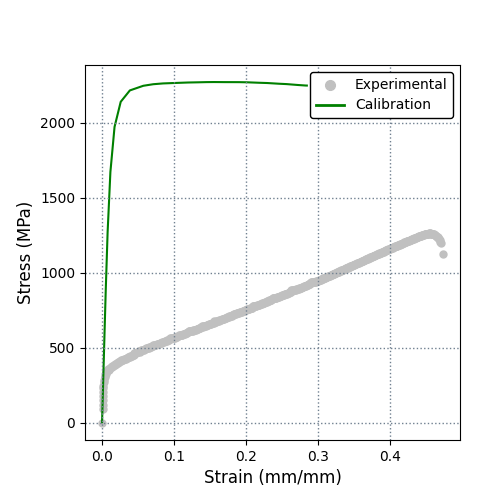 Experimental
Calibration
2000
1500
1000
500
0
Stress (MPa)
0.0 0.1 0.2 0.3 0.4
Strain (mm/mm)